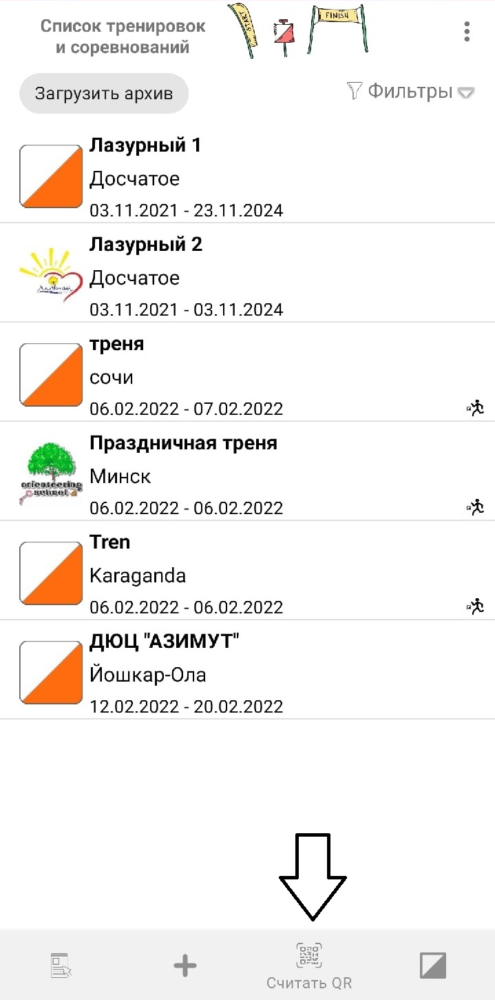 Список тренировок
и соревнований
START
FINISH
Загрузить архив
Фильтры
Лазурный 1
Досчатое
03.11.2021 - 23.11.2024
Лазурный 2
Досчатое
03.11.2021 - 03.11.2024
треня
сочи
06.02.2022 - 07.02.2022
Праздничная треня
Минск
orienteering
school
06.02.2022 - 06.02.2022
Tren
Karaganda
06.02.2022 - 06.02.2022
ДЮЦ "АЗИМУТ"
Йошкар-Ола
12.02.2022 - 20.02.2022
Считать QR